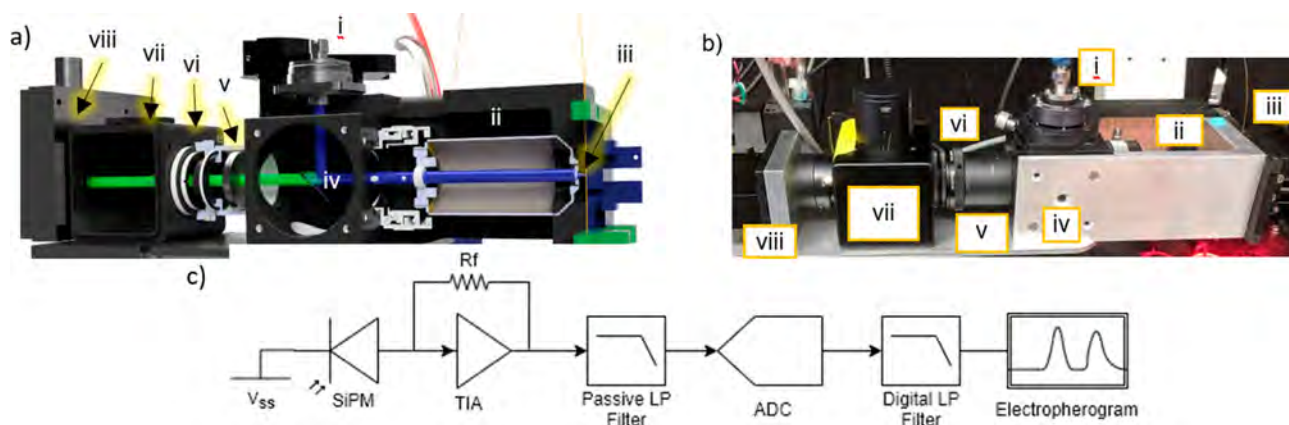 a)
viii
vii
vi
v
i
ii
iii
iv
b)
i
ii
iii
vi
vii
viii
v
iv
c)
Rf
Vss
SiPM
TIA
Passive LP
Filter
ADC
Digital LP
Filter
Electropherogram